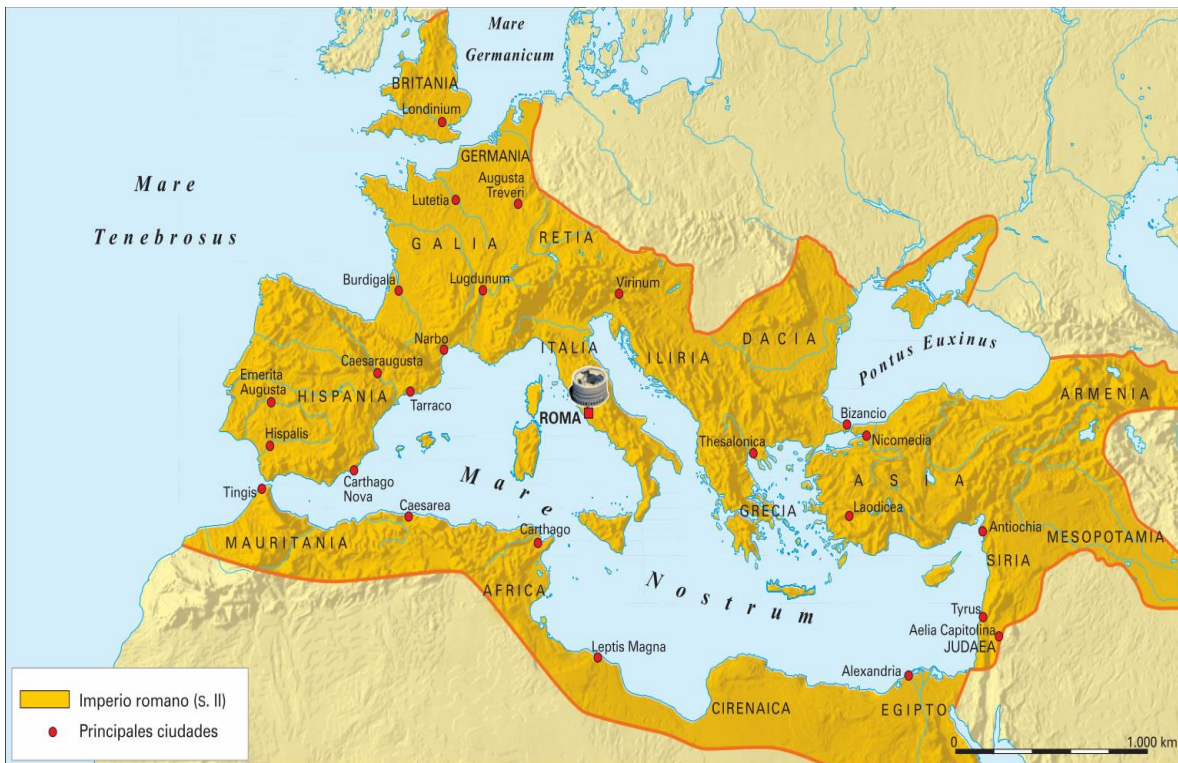 Mare
Germanicum
BRITANIA
Londinium
GERMANIA
Augusta
Treveri
Mare
Tenebrosus
Lutetia
GALIA
RETIA
Burdigala
Lugdunum
Virinum
DACIA
Pontus Euxinus
Narbo
ITALIA
ILIRIA
Caesaraugusta
Emerita
Augusta
HISPANIA
Tarraco
ROMA
ARMENIA
Bizancio
Nicomedia
Hispalis
Thesalonica
ASIA
Carthago
Nova
Tingis
Mare
Nostrum
Caesarea
Carthago
GRECIA
Laodicea
Antiochia
MAURITANIA
MESOPOTAMIA
SIRIA
AFRICA
Tyrus
Aelia Capitolina
JUDAEA
Leptis Magna
Alexandria
CIRENAICA
EGIPTO
Imperio romano (S. II)
Principales ciudades
0 1.000 km